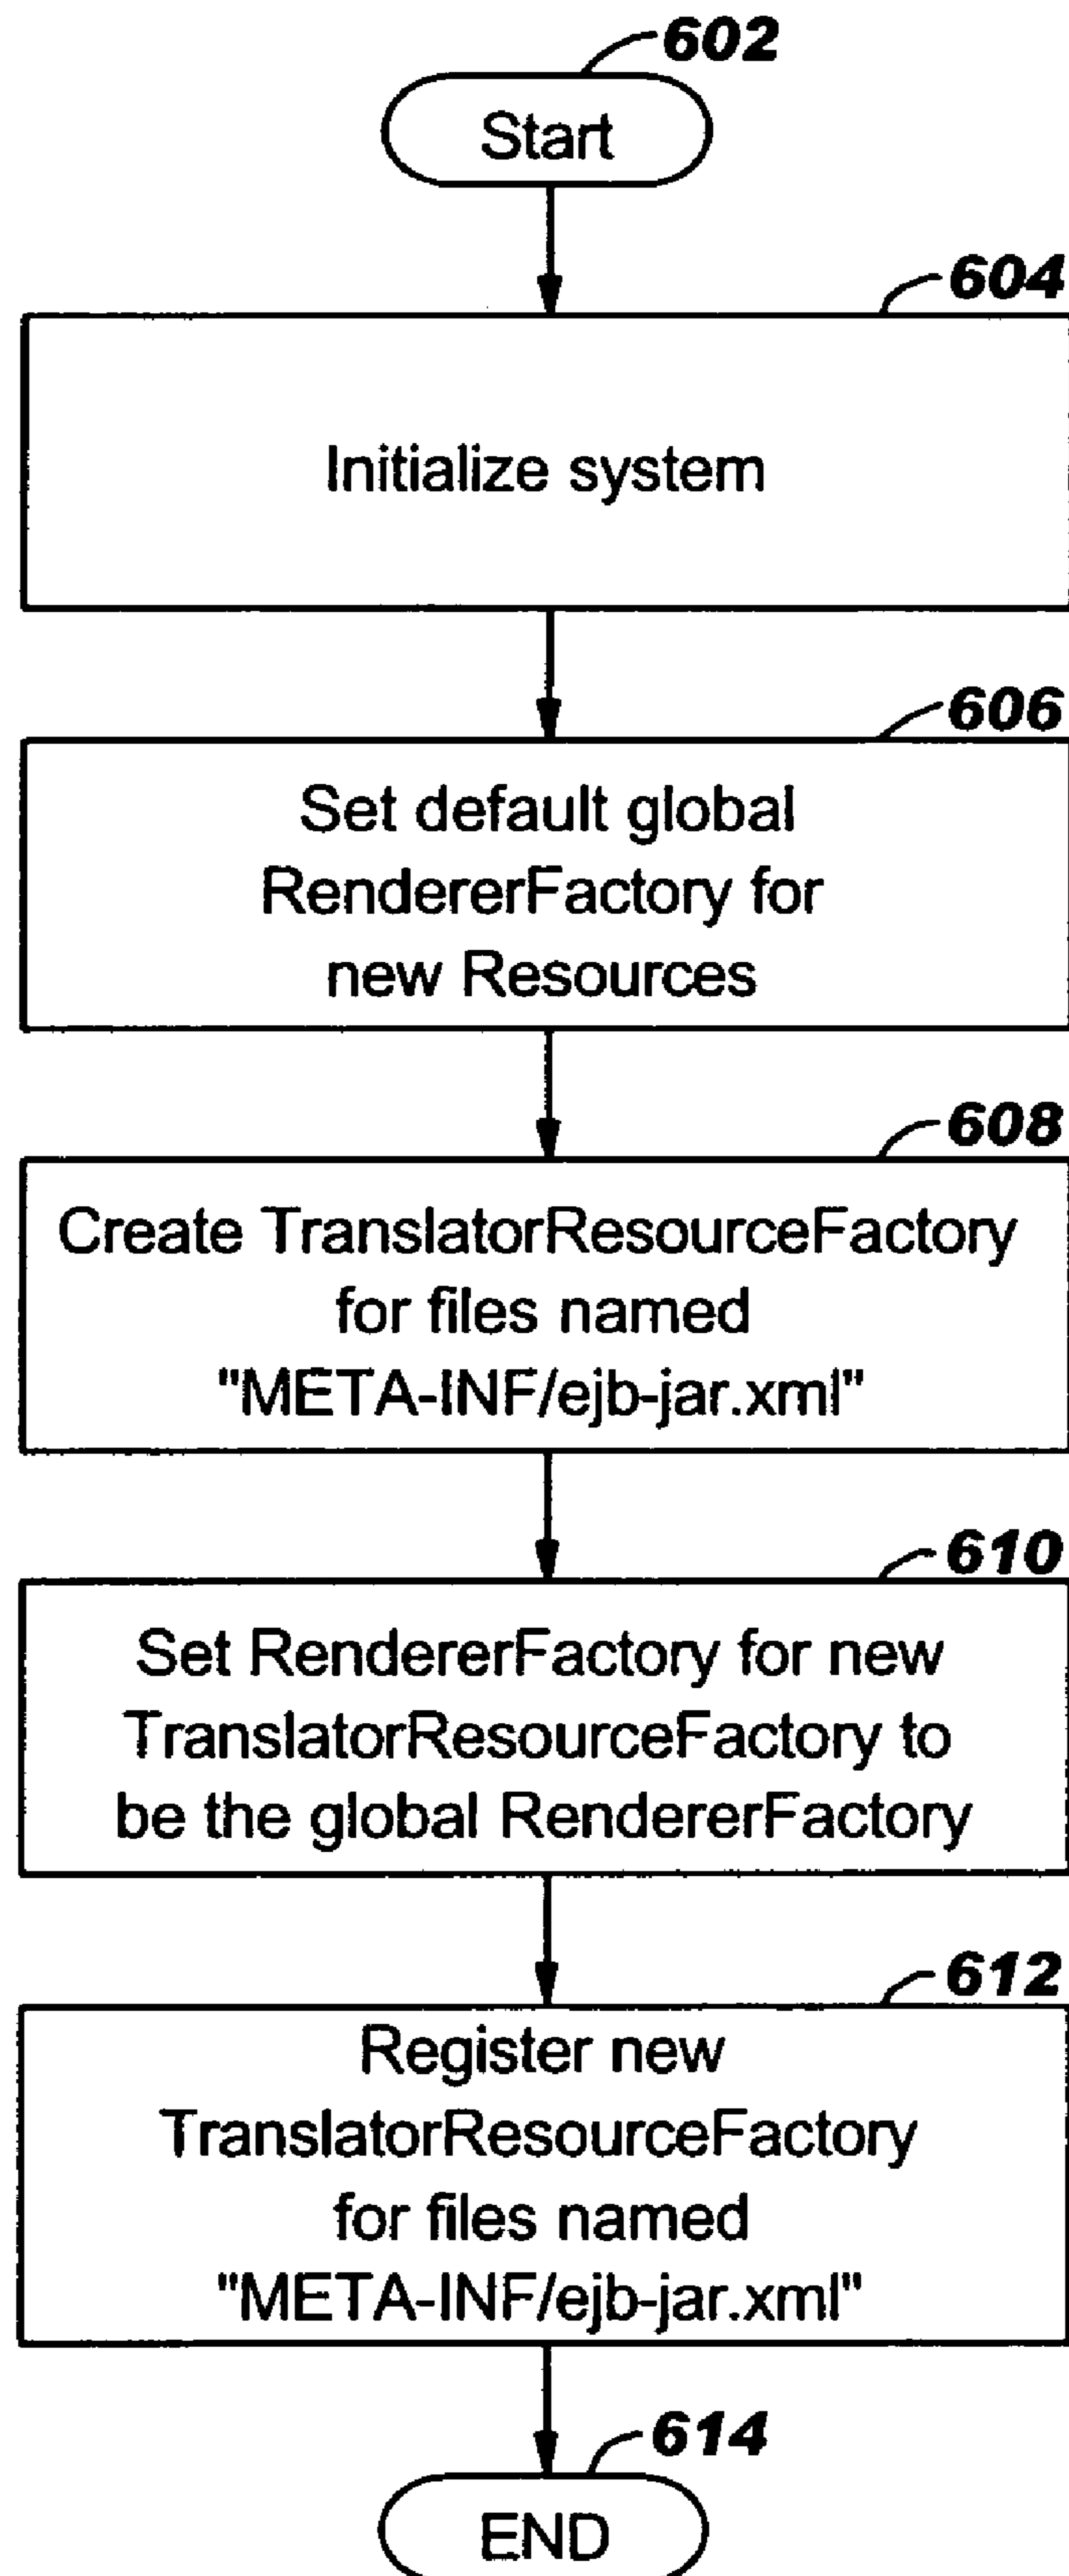 602
Start
604
Initialize system
606
Set default global
RendererFactory for
new Resources
608
Create TranslatorResourceFactory
for files named
"META-INF/ejb-jar.xml"
610
Set RendererFactory for new
TranslatorResourceFactory to
be the global RendererFactory
612
Register new
TranslatorResourceFactory
for files named
"META-INF/ejb-jar.xml"
614
END